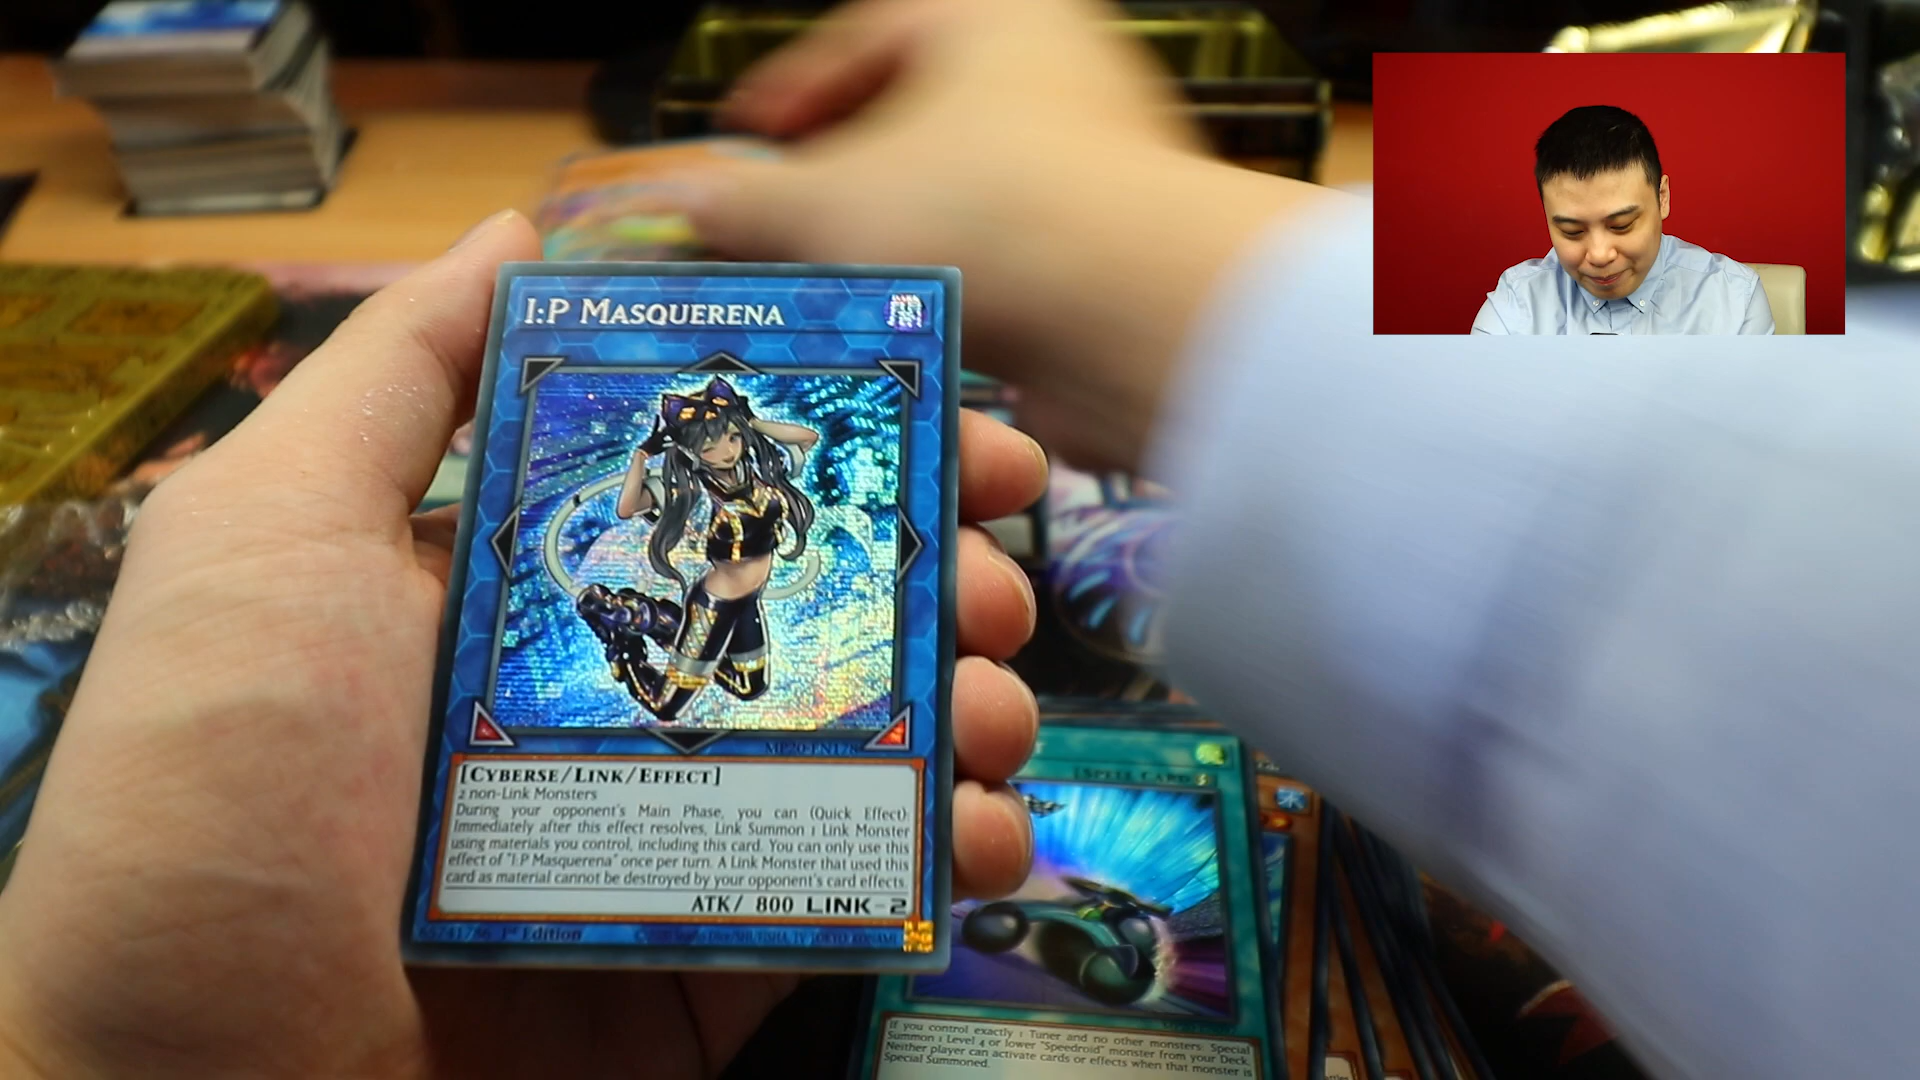 I:P MASQUERENA
MP20-EN178
[CYBERSE/LINK/EFFECT]
2 non-Link Monsters
During your opponent's Main Phase, you can (Quick Effect):
Immediately after this effect resolves, Link Summon 1 Link Monster
using materials you control, including this card. You can only use this
effect of "I:P Masquerena" once per turn. A Link Monster that used this
card as material cannot be destroyed by your opponent's card effects.
ATK/ 800 LINK-2
65741786 1st Edition
[SPELL CARD
If you control exactly 1 Tuner and no other monsters: Special
Summon 1 Level 4 or lower "Speedroid" monster from your Deck.
Neither player can activate cards or effects when that monster is
Special Summoned.